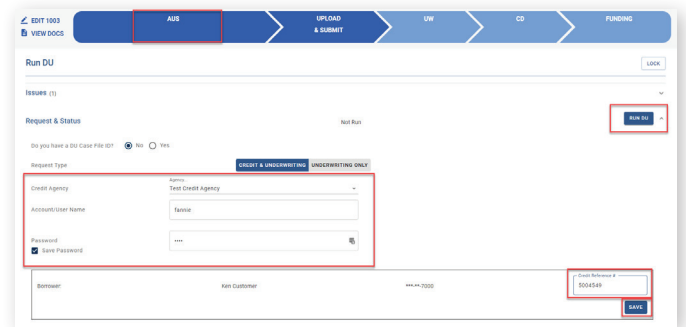 EDIT 1003
VIEW DOCS
AUS
UPLOAD
& SUBMIT
UW
CD
FUNDING
Run DU
LOCK
Issues (1)
Request & Status
Not Run
RUN DU
Do you have a DU Case File ID?
No
Yes
Request Type
CREDIT & UNDERWRITING
UNDERWRITING ONLY
Credit Agency
Agency
Test Credit Agency
Account/User Name
fannie
Password
••••
Save Password
Borrower
Ken Customer
***-**-7000
Credit Reference #
5004549
SAVE